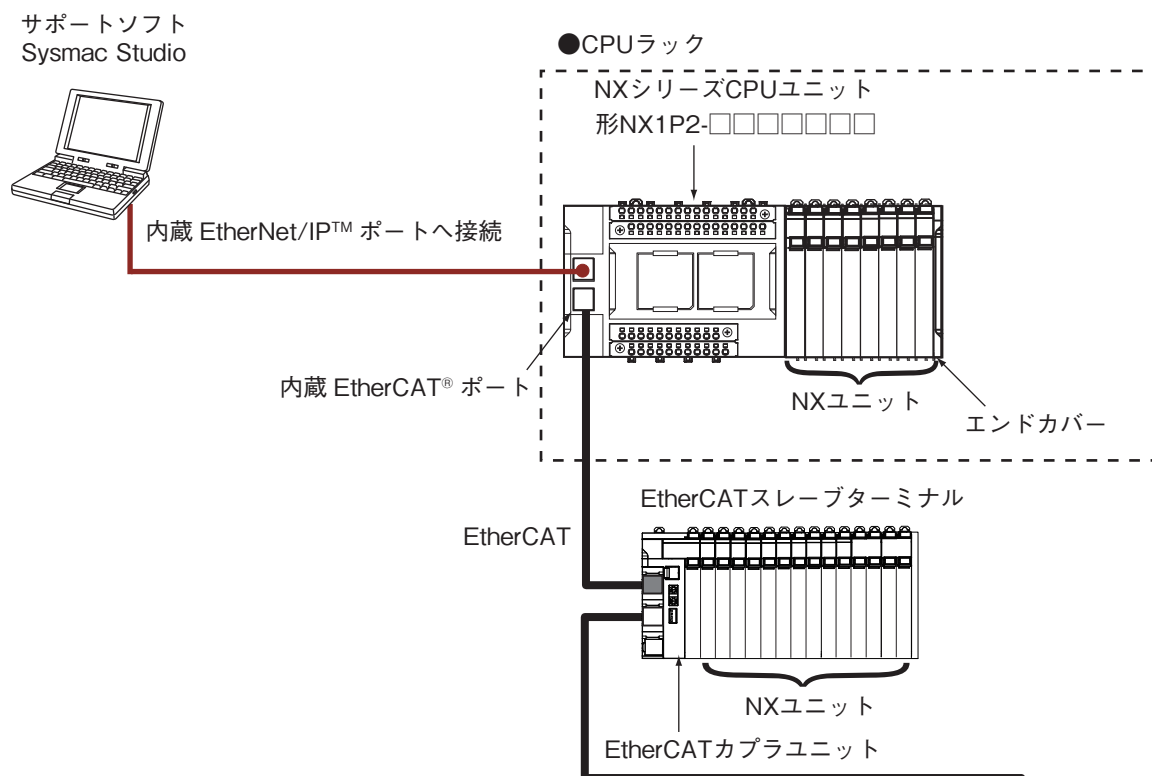 サポートソフト
Sysmac Studio
●CPUラック
NXシリーズCPUユニット
形NX1P2-□□□□□□□
内蔵 EtherNet/IP™ ポートへ接続
内蔵 EtherCAT® ポート
NXユニット
エンドカバー
EtherCATスレーブターミナル
EtherCAT
NXユニット
EtherCATカプラユニット